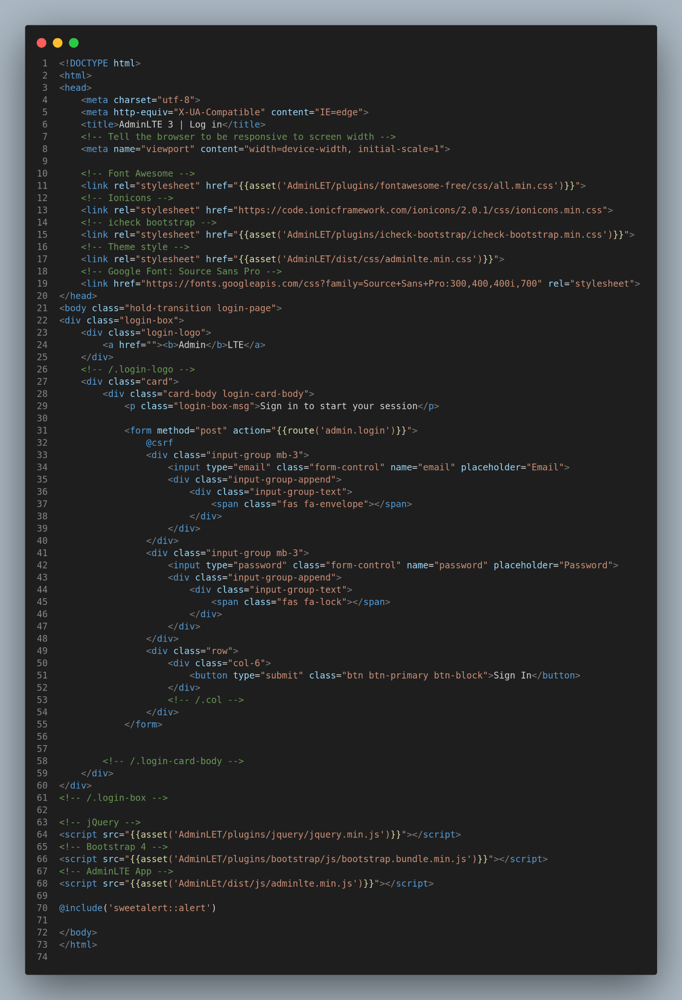 1 <!DOCTYPE html>
2 <html>
3 <head>
4     <meta charset="utf-8">
5     <meta http-equiv="X-UA-Compatible" content="IE=edge">
6     <title>AdminLTE 3 | Log in</title>
7     <!-- Tell the browser to be responsive to screen width -->
8     <meta name="viewport" content="width=device-width, initial-scale=1">
9
10     <!-- Font Awesome -->
11     <link rel="stylesheet" href="{{asset('AdminLET/plugins/fontawesome-free/css/all.min.css')}}">
12     <!-- Ionicons -->
13     <link rel="stylesheet" href="https://code.ionicframework.com/ionicons/2.0.1/css/ionicons.min.css">
14     <!-- icheck bootstrap -->
15     <link rel="stylesheet" href="{{asset('AdminLET/plugins/icheck-bootstrap/icheck-bootstrap.min.css')}}">
16     <!-- Theme style -->
17     <link rel="stylesheet" href="{{asset('AdminLET/dist/css/adminlte.min.css')}}">
18     <!-- Google Font: Source Sans Pro -->
19     <link href="https://fonts.googleapis.com/css?family=Source+Sans+Pro:300,400,400i,700" rel="stylesheet">
20 </head>
21 <body class="hold-transition login-page">
22 <div class="login-box">
23     <div class="login-logo">
24         <a href=""><b>Admin</b>LTE</a>
25     </div>
26     <!-- /.login-logo -->
27     <div class="card">
28         <div class="card-body login-card-body">
29             <p class="login-box-msg">Sign in to start your session</p>
30
31             <form method="post" action="{{route('admin.login')}}">
32                 @csrf
33                 <div class="input-group mb-3">
34                     <input type="email" class="form-control" name="email" placeholder="Email">
35                     <div class="input-group-append">
36                         <div class="input-group-text">
37                             <span class="fas fa-envelope"></span>
38                         </div>
39                     </div>
40                 </div>
41                 <div class="input-group mb-3">
42                     <input type="password" class="form-control" name="password" placeholder="Password">
43                     <div class="input-group-append">
44                         <div class="input-group-text">
45                             <span class="fas fa-lock"></span>
46                         </div>
47                     </div>
48                 </div>
49                 <div class="row">
50                     <div class="col-6">
51                         <button type="submit" class="btn btn-primary btn-block">Sign In</button>
52                     </div>
53                     <!-- /.col -->
54                 </div>
55             </form>
56
57
58         <!-- /.login-card-body -->
59     </div>
60 </div>
61 <!-- /.login-box -->
62
63 <!-- jQuery -->
64 <script src="{{asset('AdminLET/plugins/jquery/jquery.min.js')}}"></script>
65 <!-- Bootstrap 4 -->
66 <script src="{{asset('AdminLET/plugins/bootstrap/js/bootstrap.bundle.min.js')}}"></script>
67 <!-- AdminLTE App -->
68 <script src="{{asset('AdminLEt/dist/js/adminlte.min.js')}}"></script>
69
70 @include('sweetalert::alert')
71
72 </body>
73 </html>
74